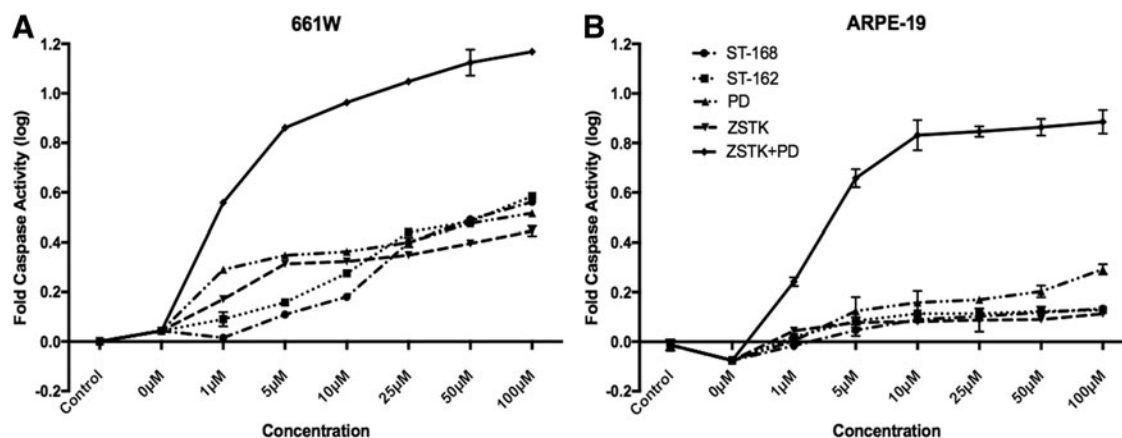 A
661W
Fold Caspase Activity (log)
1.2
1.0
0.8
0.6
0.4
0.2
0.0
-0.2
Control
0µM
1µM
5µM
10µM
25µM
50µM
100µM
Concentration
B
ARPE-19
Fold Caspase Activity (log)
1.2
1.0
0.8
0.6
0.4
0.2
0.0
-0.2
ST-168
ST-162
PD
ZSTK
ZSTK+PD
Control
0µM
1µM
5µM
10µM
25µM
50µM
100µM
Concentration